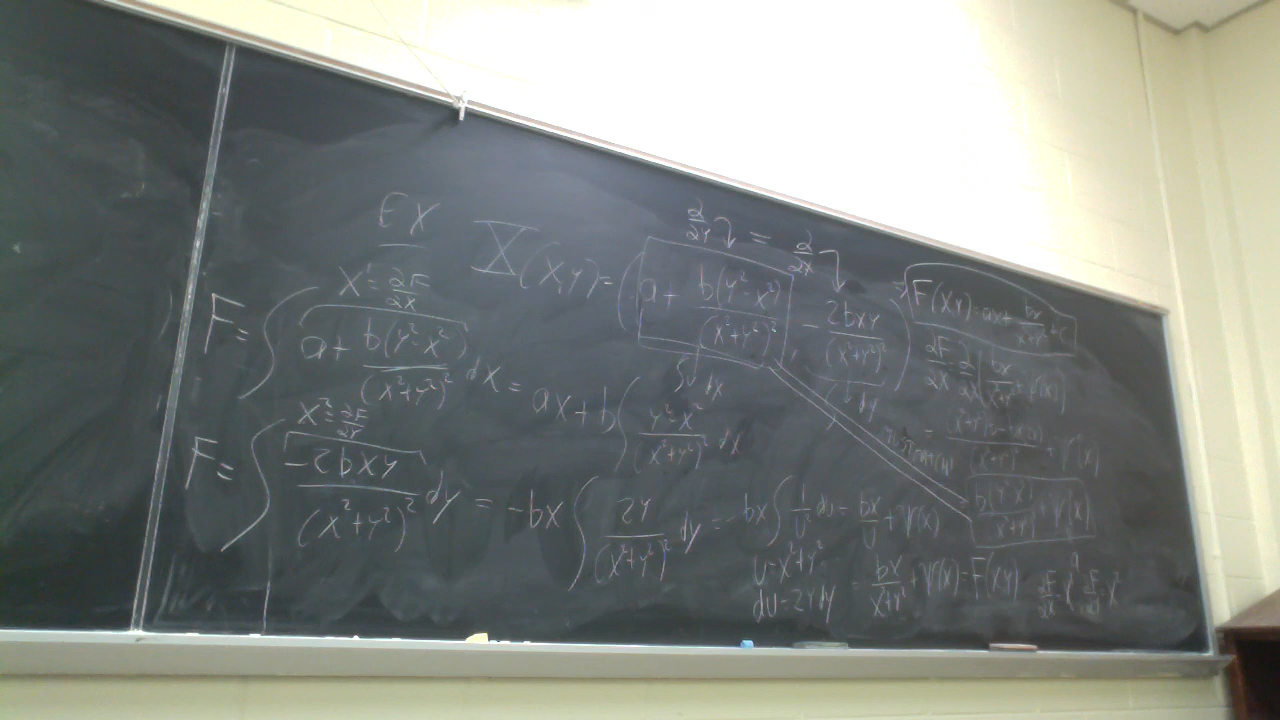 EX
X(x,y) = (a + b(y²-x²)/(x²+y²)², -2bxy/(x²+y²)²)
∂/∂y ↴ = ∂/∂x ↴
∫ dx
∫ dy
X¹ = ∂F/∂x
F = ∫ a + b(y²-x²)/(x²+y²)² dx = ax + b∫ y²-x²/(x²+y²)² dx
X² = ∂F/∂y
F = ∫ -2bxy/(x²+y²)² dy = -bx ∫ 2y/(x²+y²)² dy = -bx ∫ 1/u² du = bx/u + Ψ(x)
u = x²+y²
du = 2y dy
= bx/x²+y² + Ψ(x) = F(x,y)
F(x,y) = ax + bx/x²+y² + c
∂F/∂x = ∂/∂x [bx/x²+y² + Ψ(x)]
b(y²-x²)/(x²+y²)² + Ψ'(x)
a